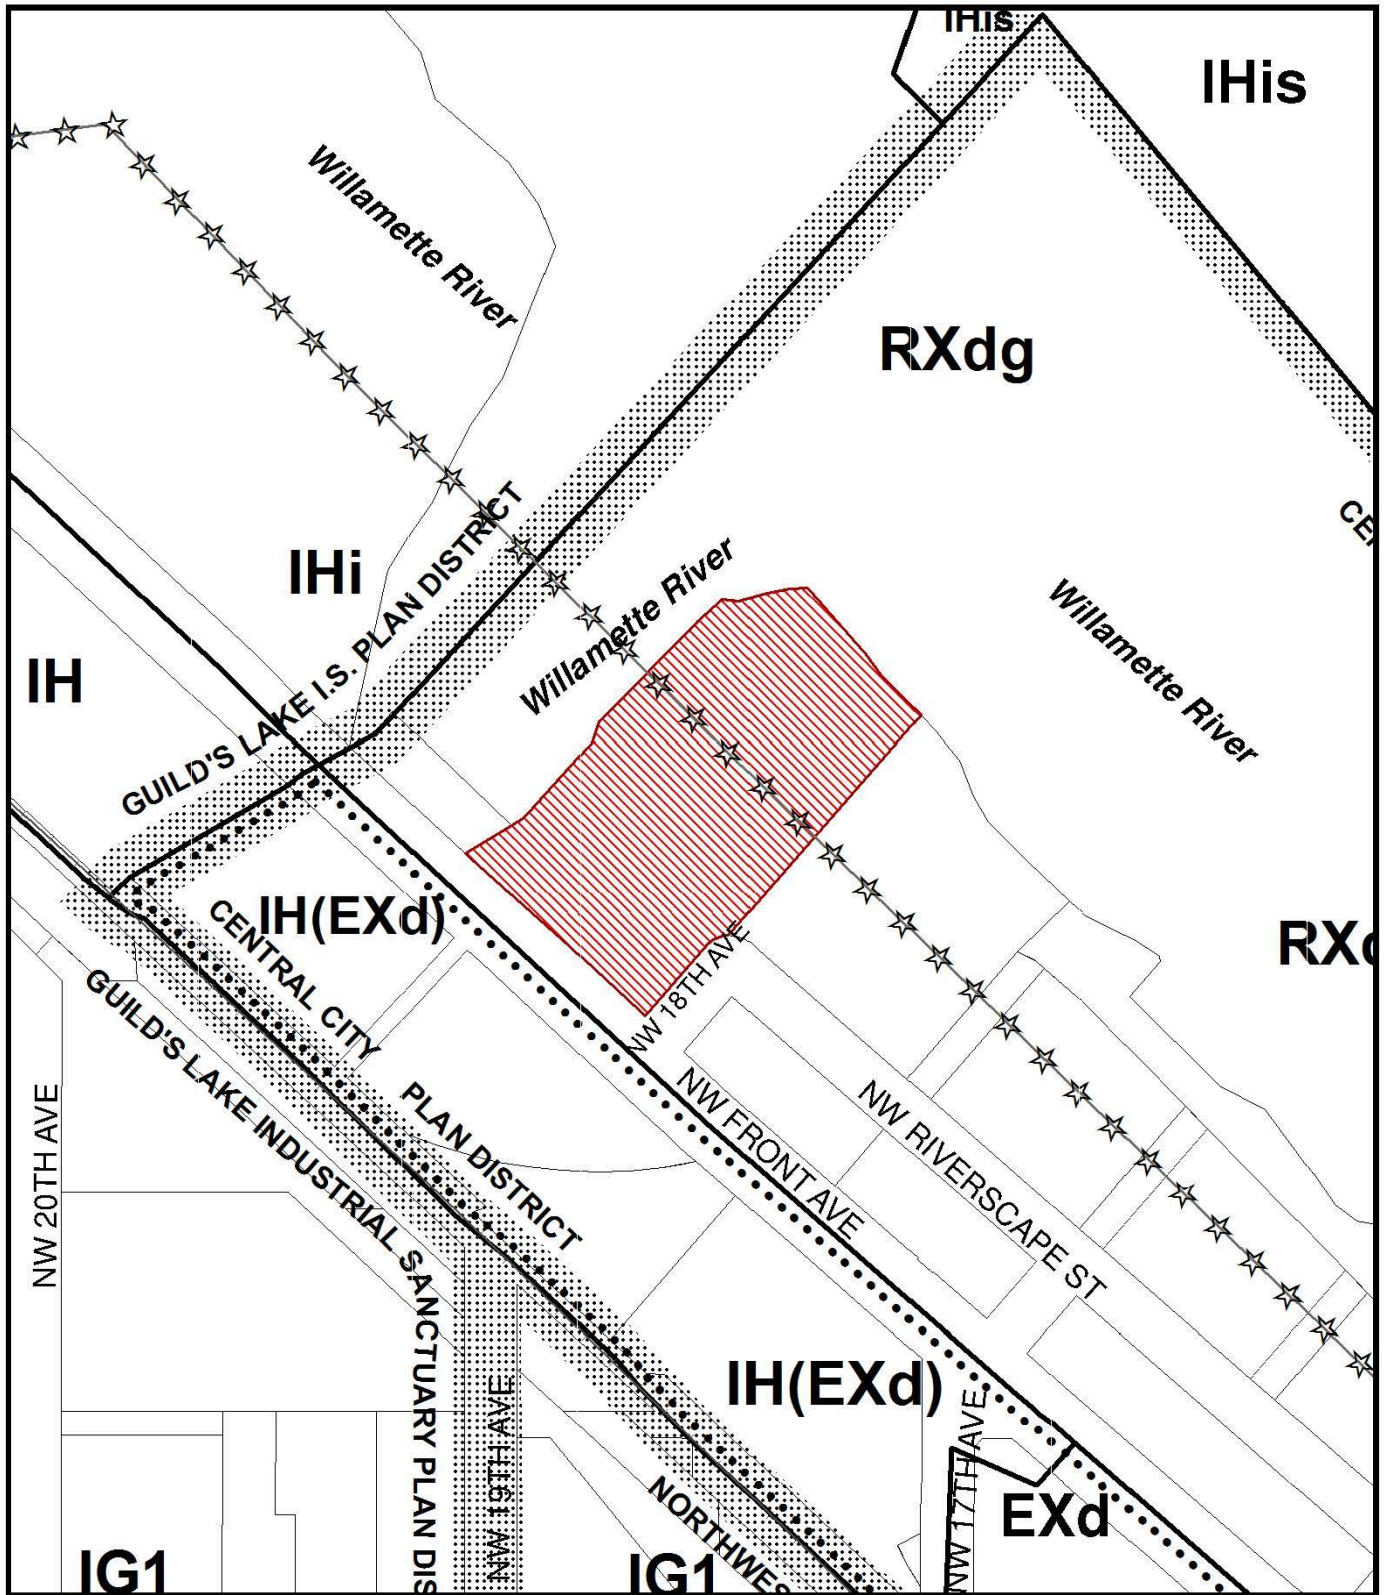 IHis
IHis
Willamette River
RXdg
IHi
GUILD'S LAKE I.S. PLAN DISTRICT
Willamette River
Willamette River
IH
IH(EXd)
CENTRAL CITY
PLAN DISTRICT
GUILD'S LAKE INDUSTRIAL SANCTUARY PLAN DIS
NW 18TH AVE
NW FRONT AVE
NW RIVERSCAPE ST
NW 20TH AVE
NW 19TH AVE
IH(EXd)
NW 17TH AVE
EXd
IG1
IG1